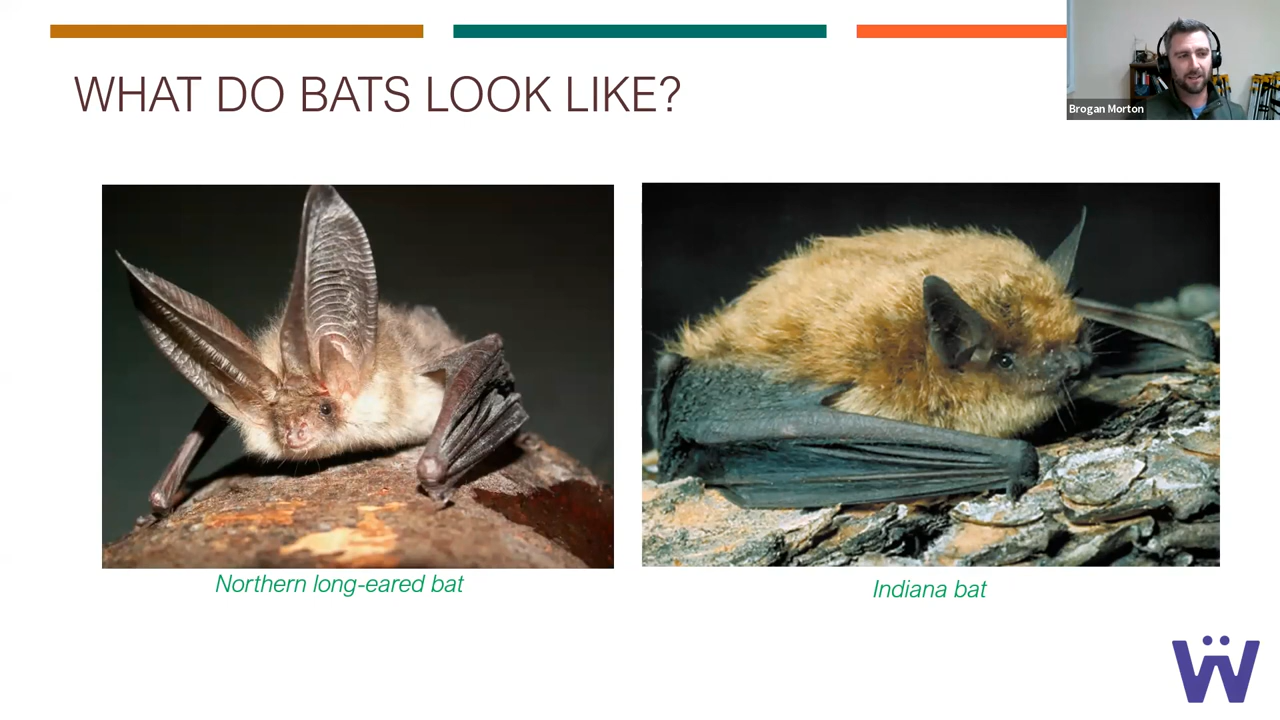 WHAT DO BATS LOOK LIKE?
Brogan Morton
Northern long-eared bat
Indiana bat